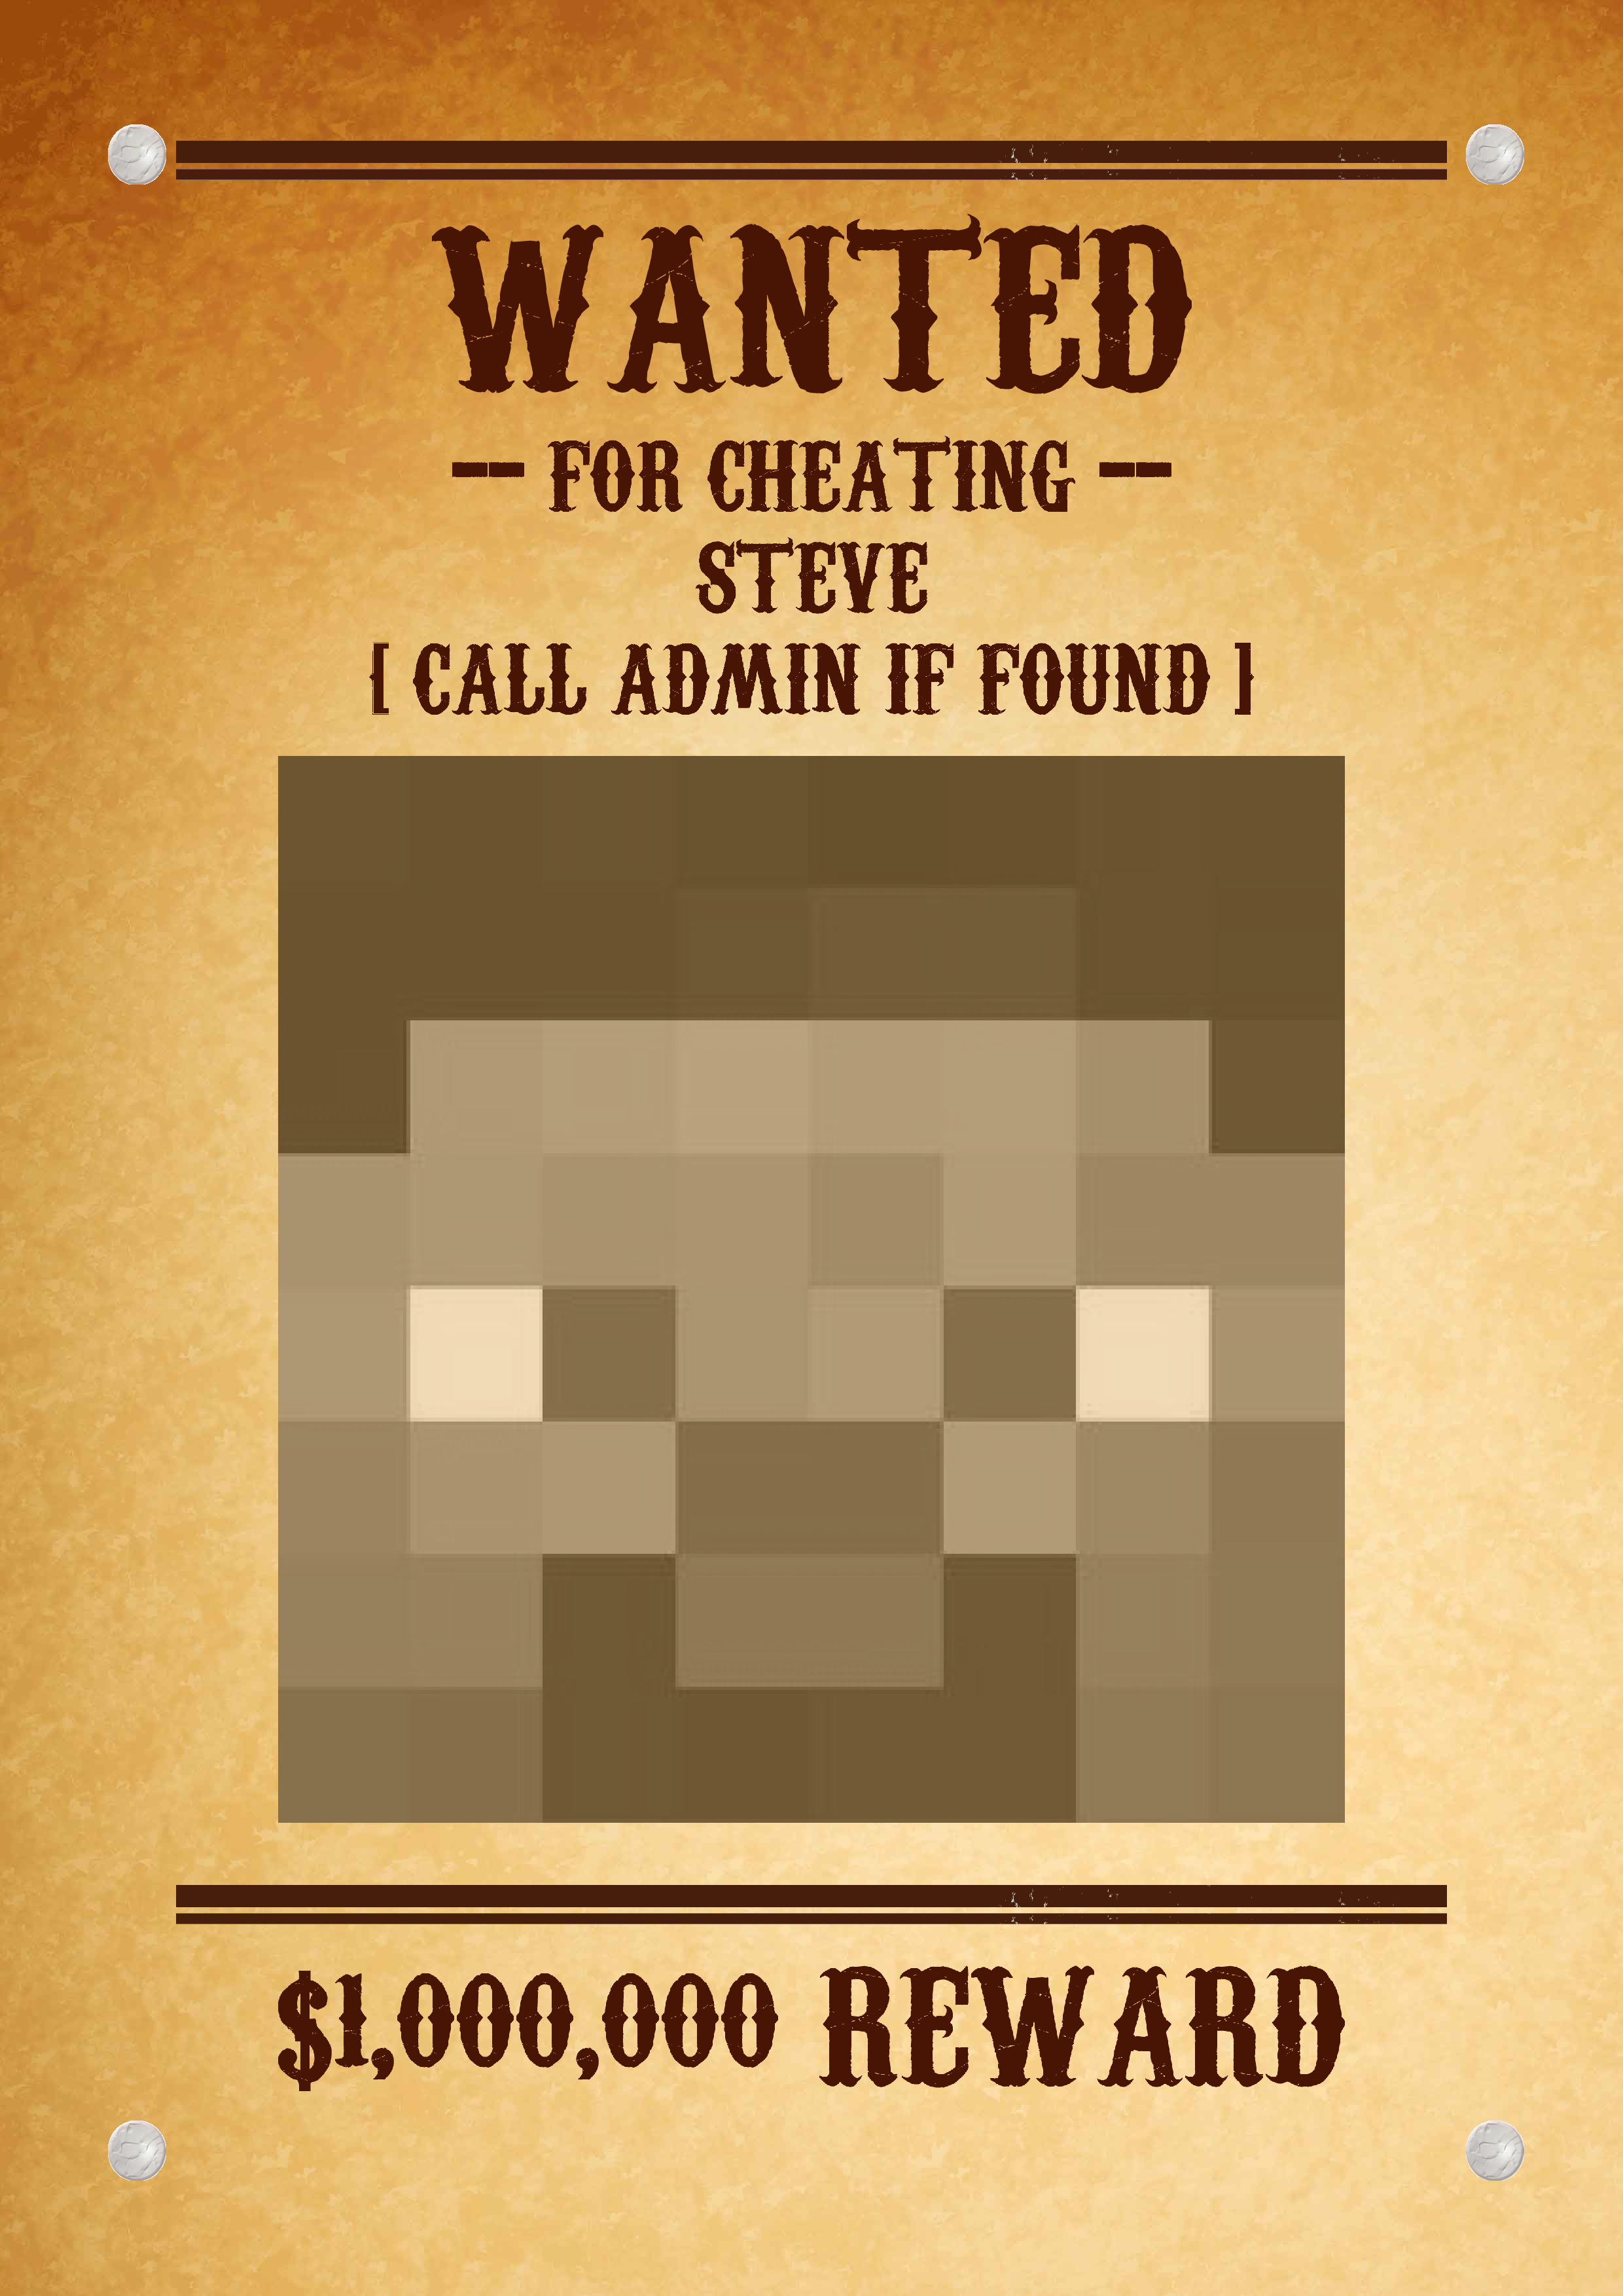 WANTED
-- FOR CHEATING --
STEVE
[ CALL ADMIN IF FOUND ]
$1,000,000 REWARD